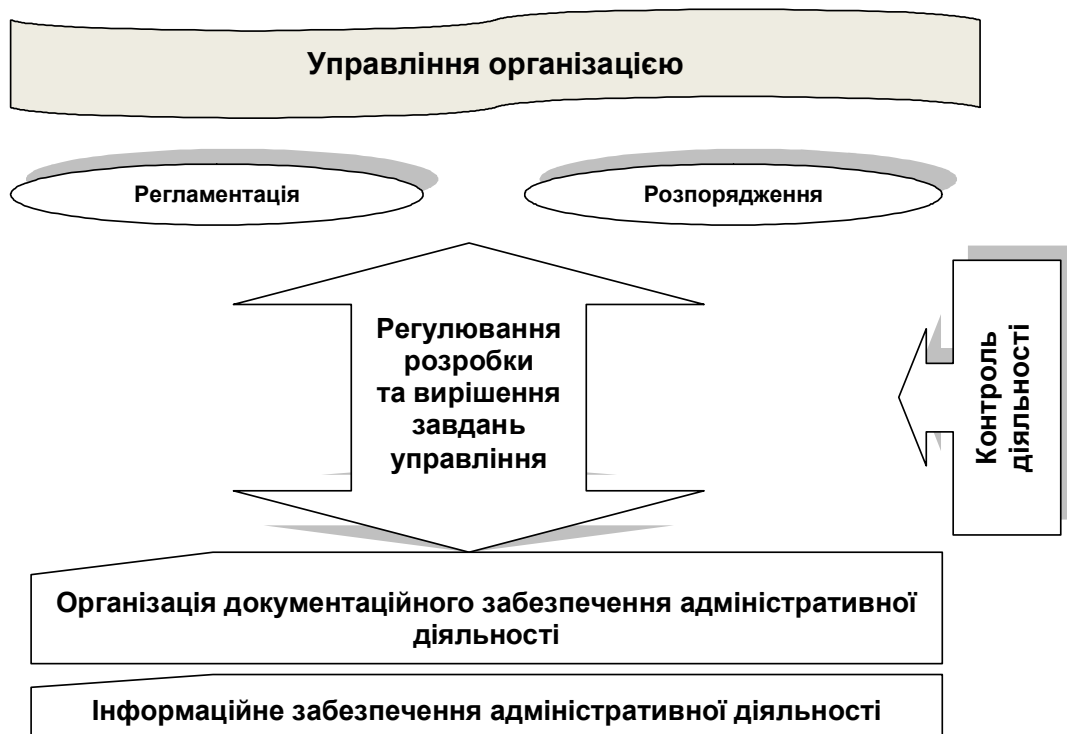 Управління організацією
Регламентація
Розпорядження
Регулювання
розробки
та вирішення
завдань
управління
Контроль
діяльності
Організація документаційного забезпечення адміністративної
діяльності
Інформаційне забезпечення адміністративної діяльності